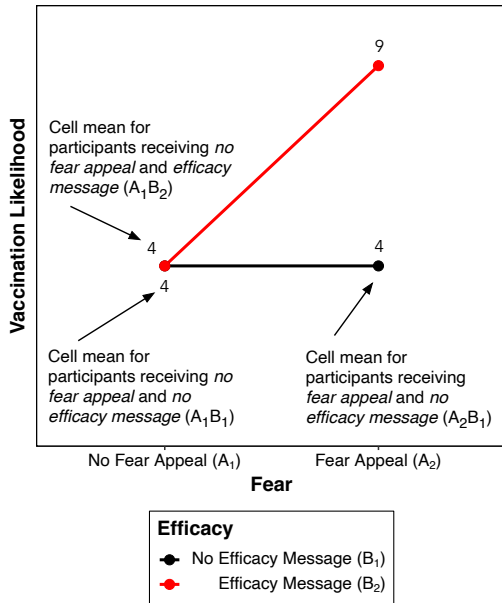 9
Cell mean for
participants receiving no
fear appeal and efficacy
message (A₁B₂)
4
4
4
Cell mean for
participants receiving no
fear appeal and no
efficacy message (A₁B₁)
Cell mean for
participants receiving
fear appeal and no
efficacy message (A₂B₁)
Vaccination Likelihood
No Fear Appeal (A₁)
Fear Appeal (A₂)
Fear
Efficacy
No Efficacy Message (B₁)
Efficacy Message (B₂)